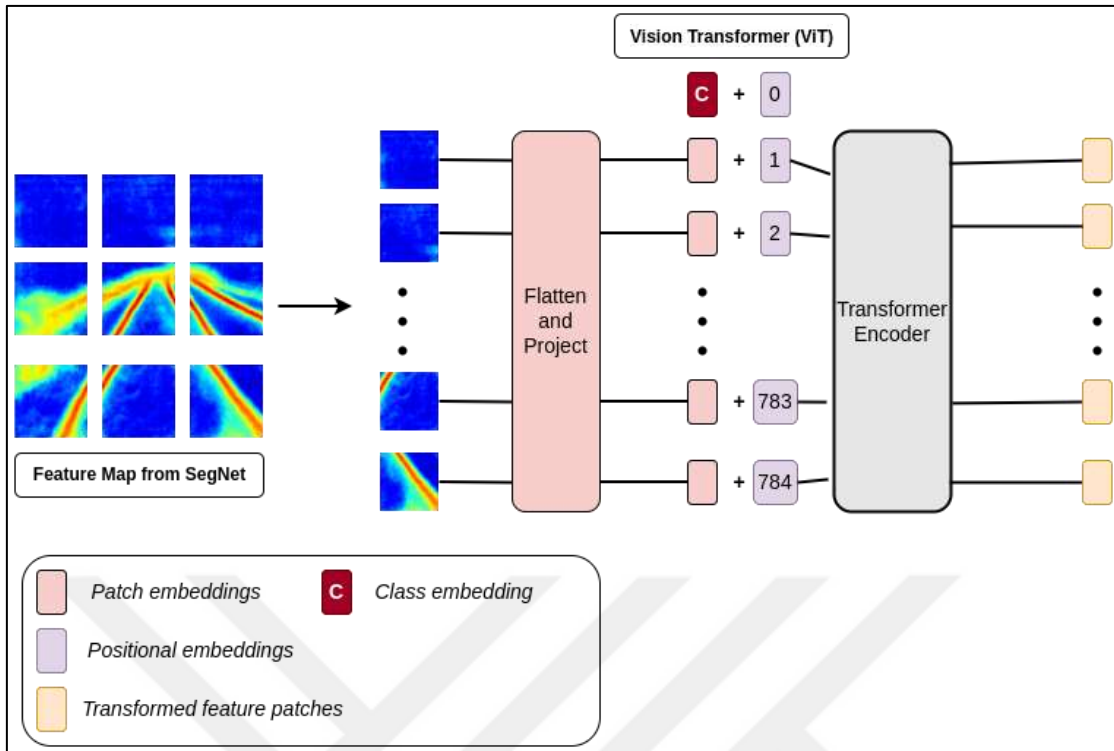 Vision Transformer (ViT)
C + 0
+ 1
+ 2
Flatten
and
Project
Transformer
Encoder
+ 783
+ 784
Feature Map from SegNet
Patch embeddings
C Class embedding
Positional embeddings
Transformed feature patches